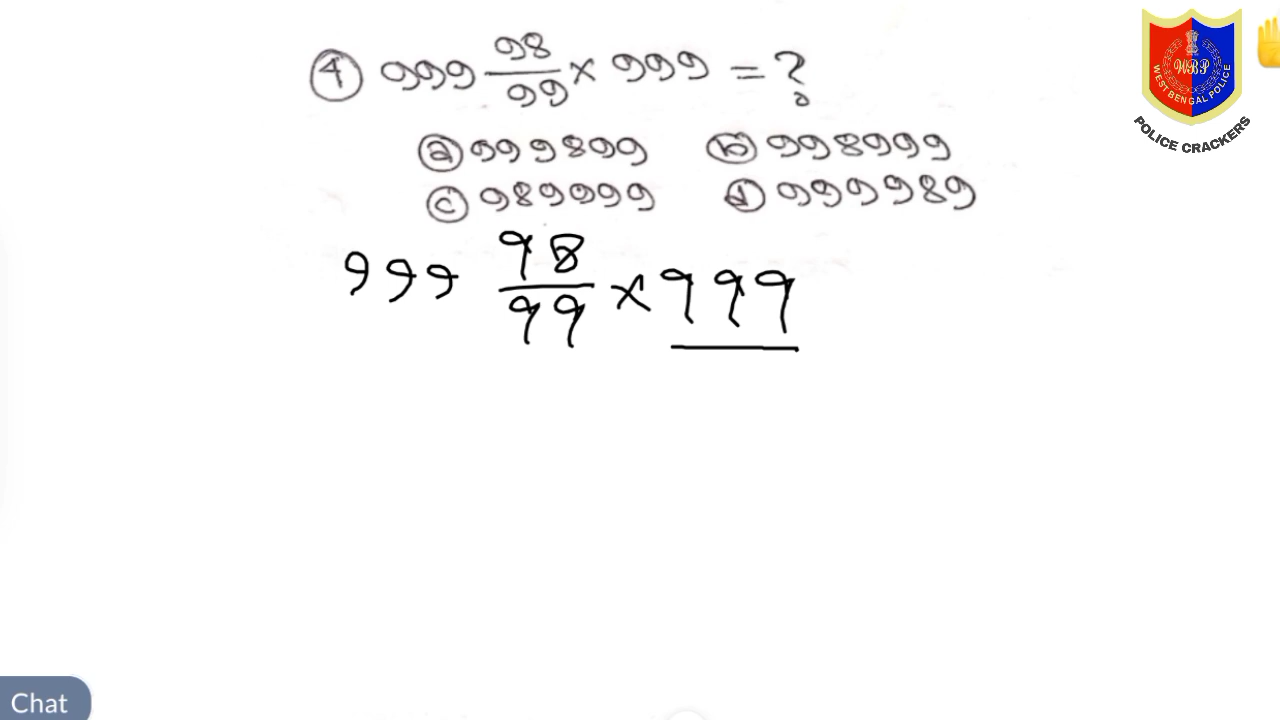 ④ 999 98/99 × 999 = ?
ⓐ 999899 ⓑ 998999
ⓒ 989999 ⓓ 999989
999 98/99 × 999
WBP
WEST BENGAL POLICE
POLICE CRACKERS
Chat